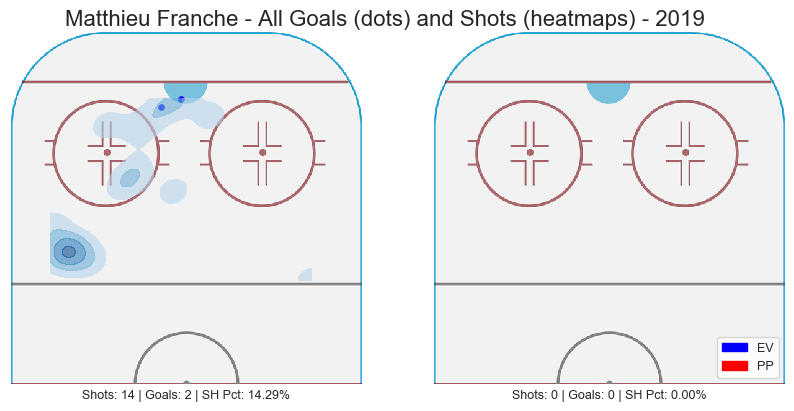 Matthieu Franche - All Goals (dots) and Shots (heatmaps) - 2019
EV
PP
Shots: 14 | Goals: 2 | SH Pct: 14.29%
Shots: 0 | Goals: 0 | SH Pct: 0.00%